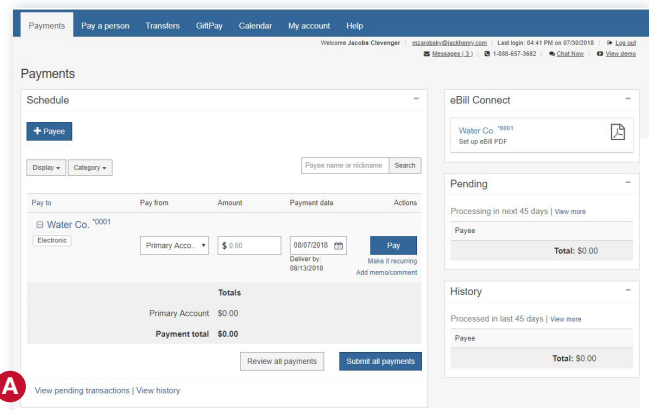 Payments Pay a person Transfers GiftPay Calendar My account Help
Welcome Jacobs Clevenger | mzarobsky@jackhenry.com | Last login: 04:41 PM on 07/30/2018 | Log out
Messages ( 3 ) | 1-888-657-3682 | Chat Now | View demo
Payments
Schedule −
+ Payee
Display Category Payee name or nickname Search
Pay to Pay from Amount Payment date Actions
Water Co. *0001
Electronic
Primary Acco. $ 0.00 08/07/2018 Pay
Deliver by: Make it recurring
08/13/2018 Add memo/comment
Totals
Primary Account $0.00
Payment total $0.00
Review all payments Submit all payments
A
View pending transactions | View history
eBill Connect −
Water Co. *0001
Set up eBill PDF
Pending −
Processing in next 45 days | View more
Payee
Total: $0.00
History −
Processed in last 45 days | View more
Payee
Total: $0.00